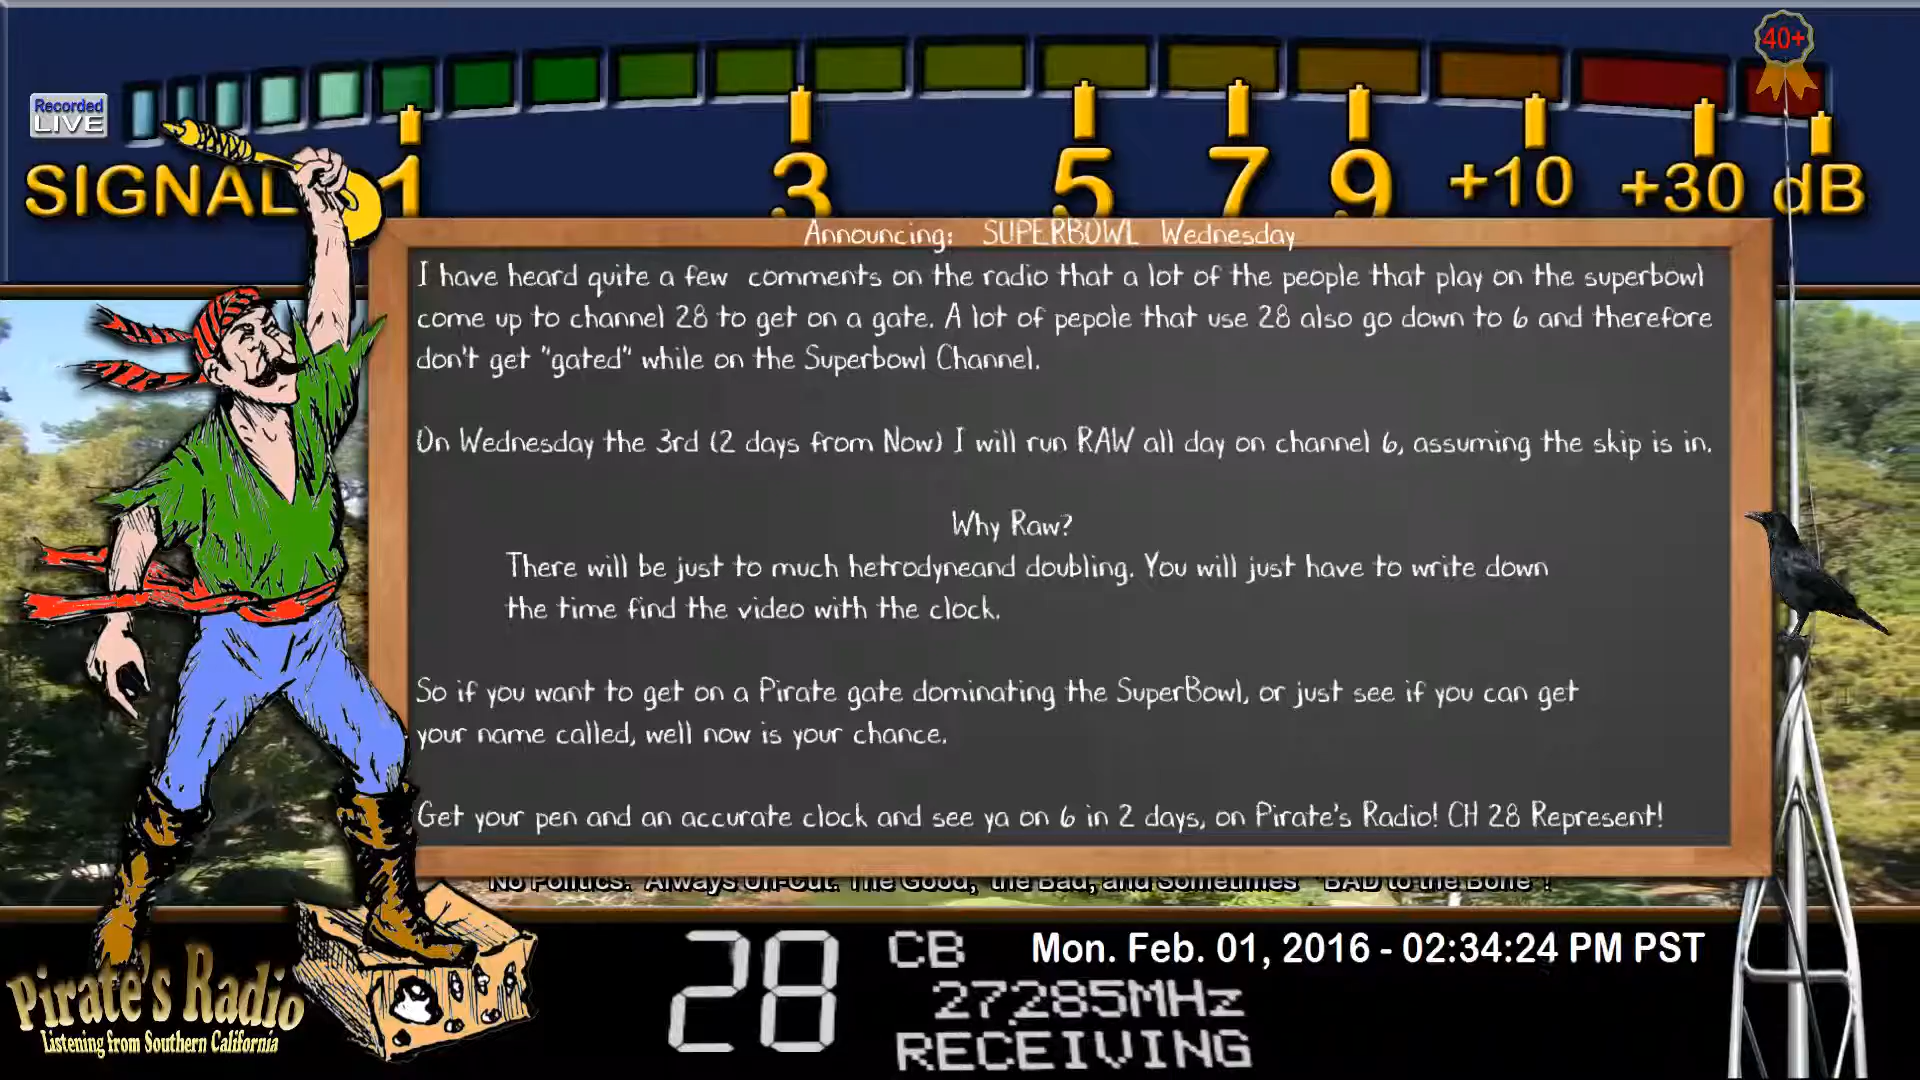 40+
Recorded
LIVE
SIGNAL 1 3 5 7 9 +10 +30 dB
Announcing: SUPERBOWL Wednesday
I have heard quite a few comments on the radio that a lot of the people that play on the superbowl
come up to channel 28 to get on a gate. A lot of pepole that use 28 also go down to 6 and therefore
don't get "gated" while on the Superbowl Channel.
On Wednesday the 3rd (2 days from Now) I will run RAW all day on channel 6, assuming the skip is in.
Why Raw?
There will be just to much hetrodyneand doubling. You will just have to write down
the time find the video with the clock.
So if you want to get on a Pirate gate dominating the SuperBowl, or just see if you can get
your name called, well now is your chance.
Get your pen and an accurate clock and see ya on 6 in 2 days, on Pirate's Radio! CH 28 Represent!
No Politics. Always Un-Cut. The Good, the Bad, and Sometimes "BAD to the Bone"!
Pirate's Radio
Listening from Southern California
28
CB
Mon. Feb. 01, 2016 - 02:34:24 PM PST
27.285MHz
RECEIVING